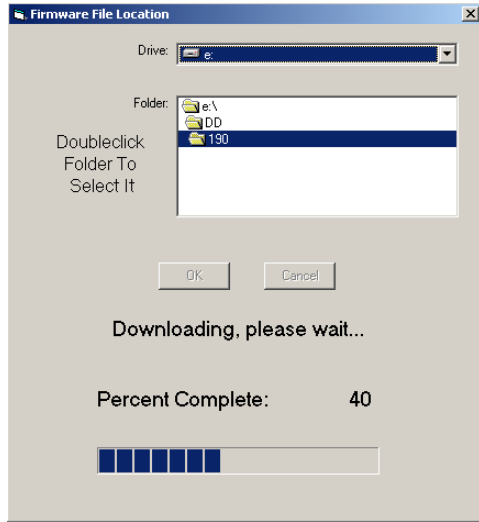 Firmware File Location
Drive:
e:
Folder:
e:\
DD
190
Doubleclick
Folder To
Select It
OK
Cancel
Downloading, please wait...
Percent Complete: 40